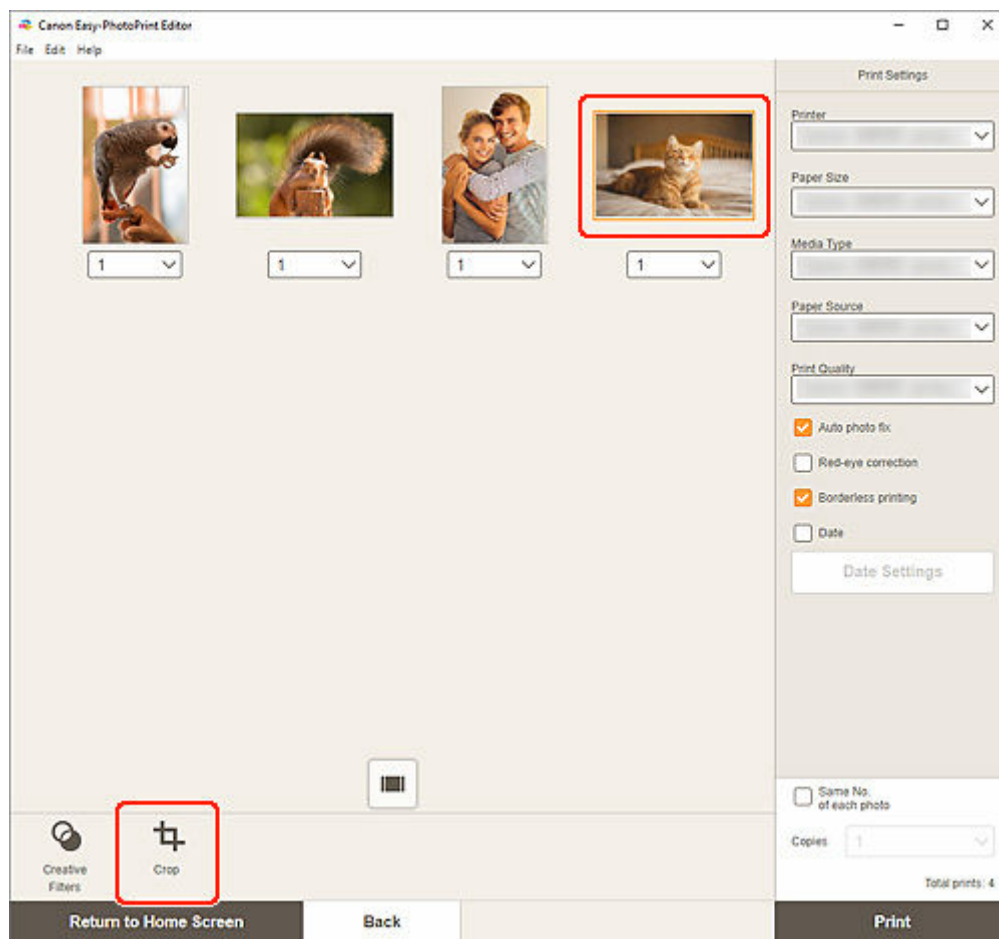 Canon Easy-PhotoPrint Editor
File Edit Help
Print Settings
Printer
Paper Size
1 1 1 1
Media Type
Paper Source
Print Quality
Auto photo fix
Red-eye correction
Borderless printing
Date
Date Settings
Same No.
of each photo
Copies 1
Creative
Filters
Crop
Total prints: 4
Return to Home Screen Back Print